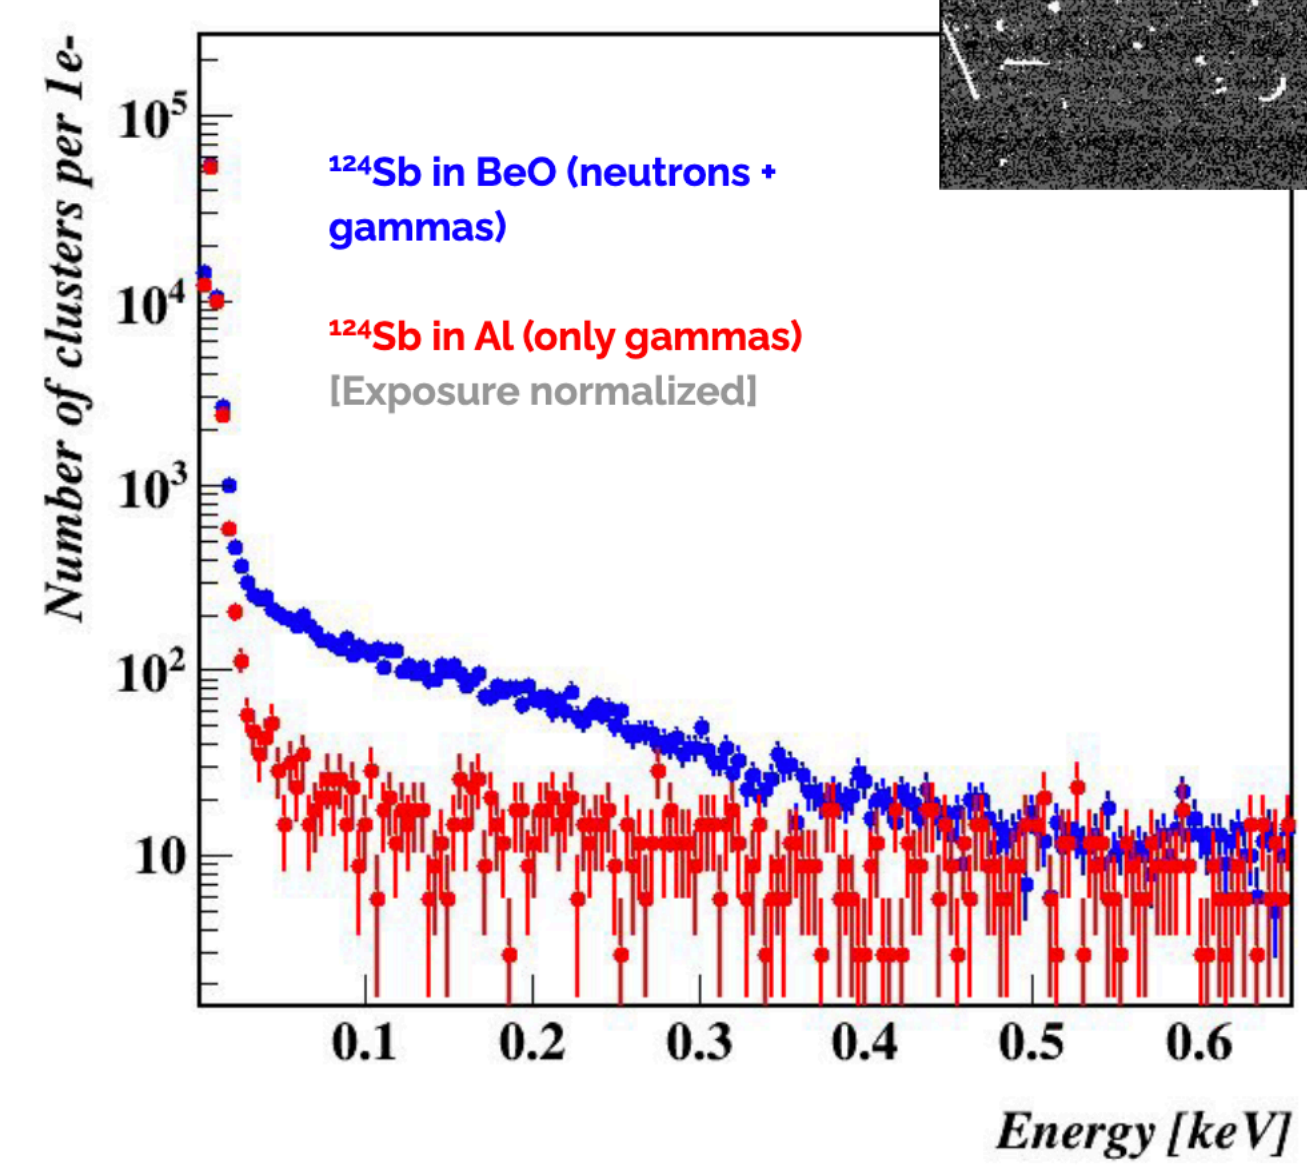 Number of clusters per 1e-
10⁵
10⁴
10³
10²
10
¹²⁴Sb in BeO (neutrons +
gammas)
¹²⁴Sb in Al (only gammas)
[Exposure normalized]
0.1 0.2 0.3 0.4 0.5 0.6
Energy [keV]